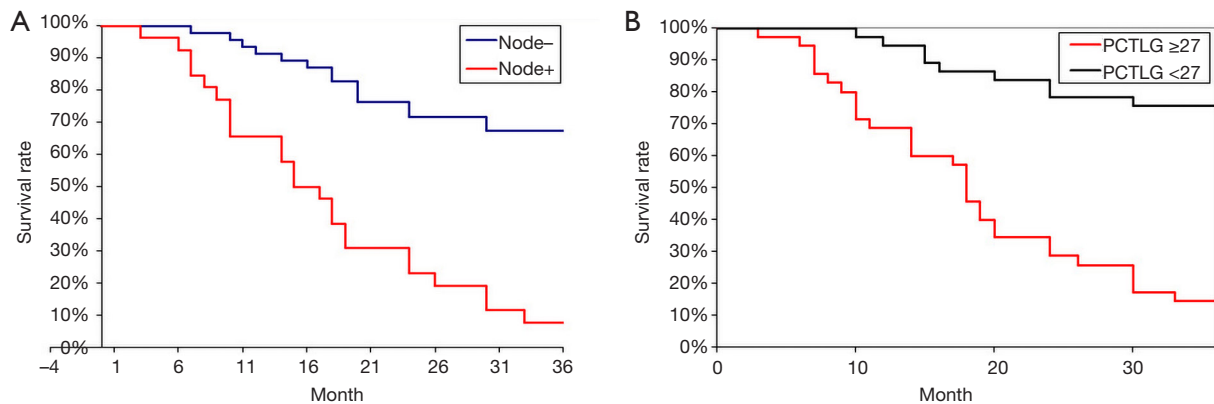 A
Survival rate
100%
90%
80%
70%
60%
50%
40%
30%
20%
10%
0%
–4 1 6 11 16 21 26 31 36
Month
Node–
Node+
B
Survival rate
100%
90%
80%
70%
60%
50%
40%
30%
20%
10%
0%
0 10 20 30
Month
PCTLG ≥27
PCTLG <27